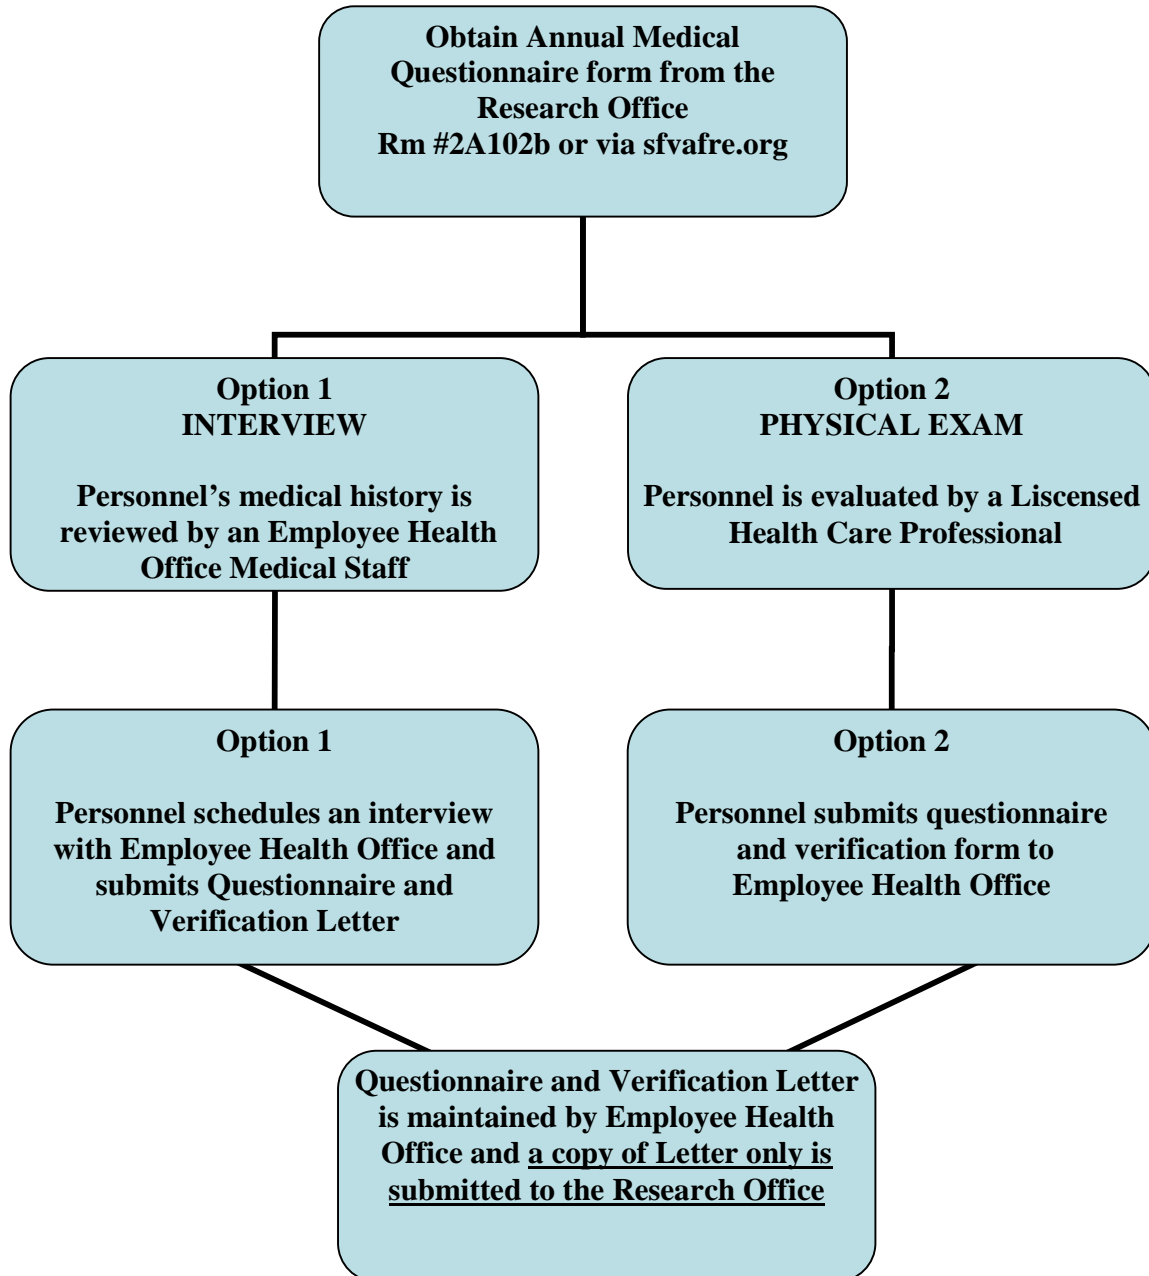 Obtain Annual Medical
Questionnaire form from the
Research Office
Rm #2A102b or via sfvafre.org
Option 1
INTERVIEW
Personnel’s medical history is
reviewed by an Employee Health
Office Medical Staff
Option 2
PHYSICAL EXAM
Personnel is evaluated by a Liscensed
Health Care Professional
Option 1
Personnel schedules an interview
with Employee Health Office and
submits Questionnaire and
Verification Letter
Option 2
Personnel submits questionnaire
and verification form to
Employee Health Office
Questionnaire and Verification Letter
is maintained by Employee Health
Office and a copy of Letter only is
submitted to the Research Office